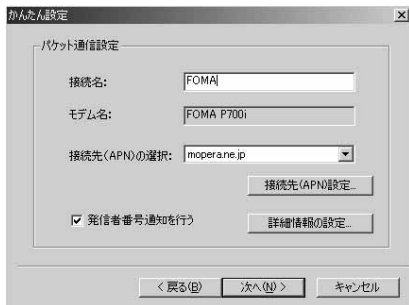 かんたん設定
パケット通信設定
接続名: FOMA
モデム名: FOMA P700i
接続先(APN)の選択: mopera.ne.jp
接続先(APN)設定...
発信者番号通知を行う 詳細情報の設定...
< 戻る(B) 次へ(N) > キャンセル